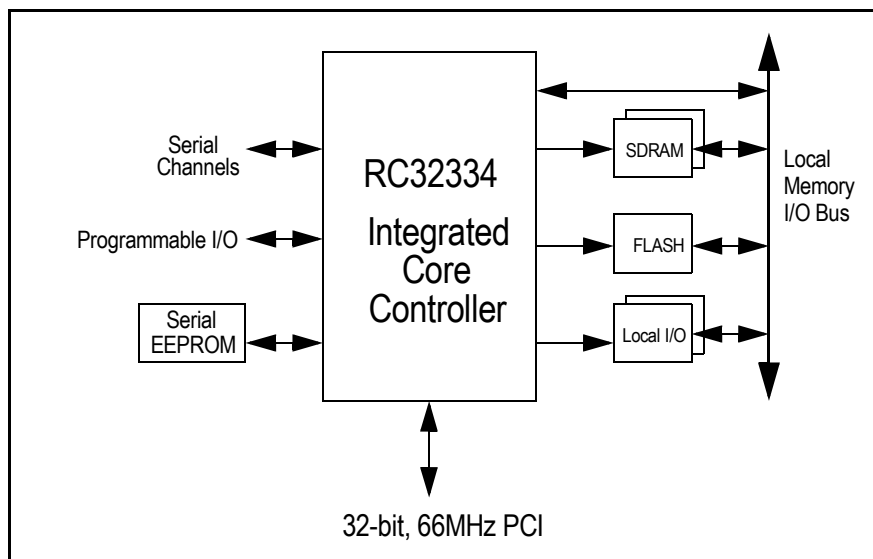 Serial
Channels
Programmable I/O
Serial
EEPROM
RC32334
Integrated
Core
Controller
SDRAM
FLASH
Local I/O
Local
Memory
I/O Bus
32-bit, 66MHz PCI